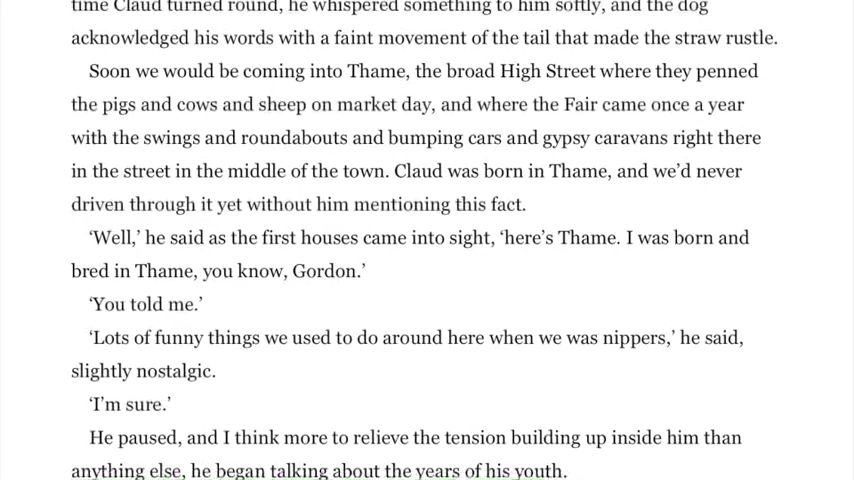 time Claud turned round, he whispered something to him softly, and the dog
acknowledged his words with a faint movement of the tail that made the straw rustle.
Soon we would be coming into Thame, the broad High Street where they penned
the pigs and cows and sheep on market day, and where the Fair came once a year
with the swings and roundabouts and bumping cars and gypsy caravans right there
in the street in the middle of the town. Claud was born in Thame, and we’d never
driven through it yet without him mentioning this fact.
‘Well,’ he said as the first houses came into sight, ‘here’s Thame. I was born and
bred in Thame, you know, Gordon.’
‘You told me.’
‘Lots of funny things we used to do around here when we was nippers,’ he said,
slightly nostalgic.
‘I’m sure.’
He paused, and I think more to relieve the tension building up inside him than
anything else, he began talking about the years of his youth.